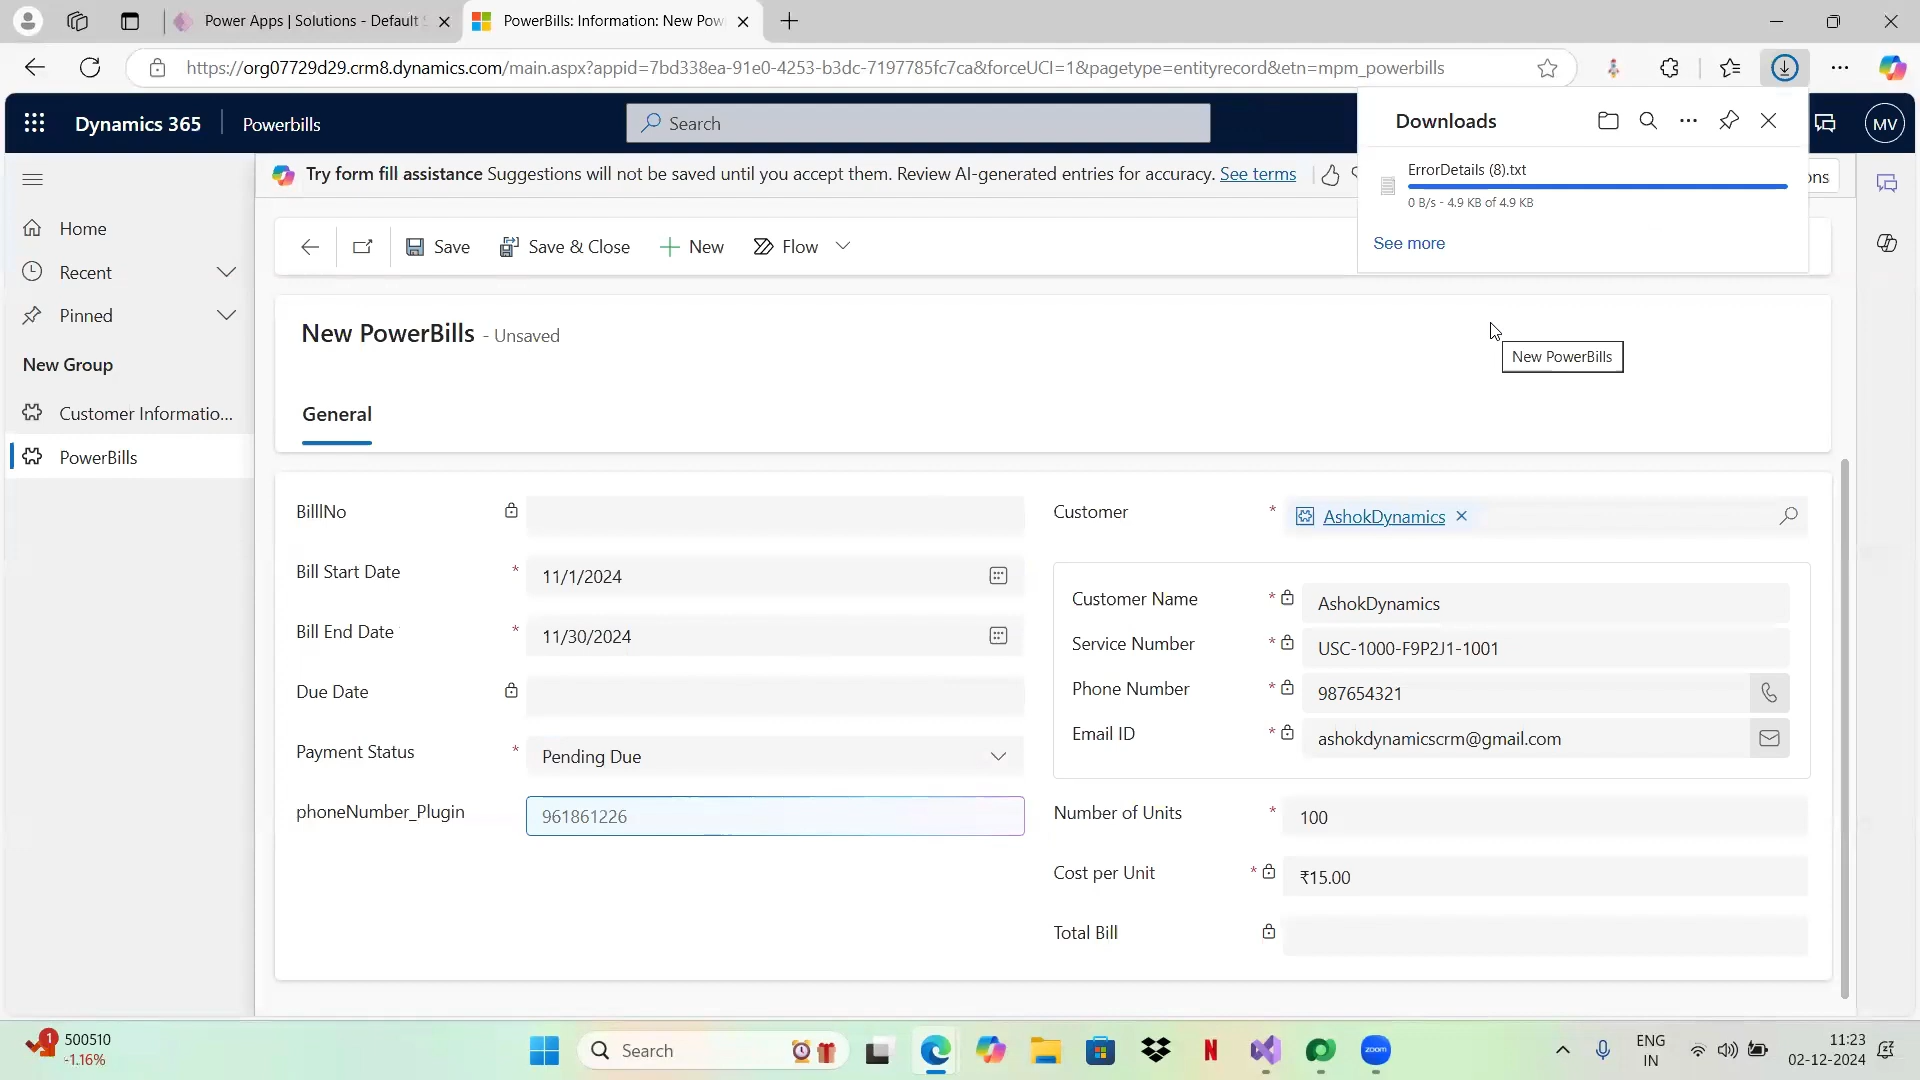 Power Apps | Solutions - Default
PowerBills: Information: New Pow
https://org07729d29.crm8.dynamics.com/main.aspx?appid=7bd338ea-91e0-4253-b3dc-7197785fc7ca&forceUCI=1&pagetype=entityrecord&etn=mpm_powerbills
Dynamics 365
Powerbills
Search
MV
Downloads
ErrorDetails (8).txt
0 B/s - 4.9 KB of 4.9 KB
See more
Try form fill assistance Suggestions will not be saved until you accept them. Review AI-generated entries for accuracy. See terms
ons
Home
Recent
Pinned
New Group
Customer Informatio...
PowerBills
Save
Save & Close
New
Flow
New PowerBills - Unsaved
New PowerBills
General
BilllNo
Bill Start Date * 11/1/2024
Bill End Date * 11/30/2024
Due Date
Payment Status * Pending Due
phoneNumber_Plugin 961861226
Customer * AshokDynamics
Customer Name * AshokDynamics
Service Number * USC-1000-F9P2J1-1001
Phone Number * 987654321
Email ID * ashokdynamicscrm@gmail.com
Number of Units * 100
Cost per Unit * ₹15.00
Total Bill
1
500510
-1.16%
Search
N
zoom
ENG
IN
11:23
02-12-2024